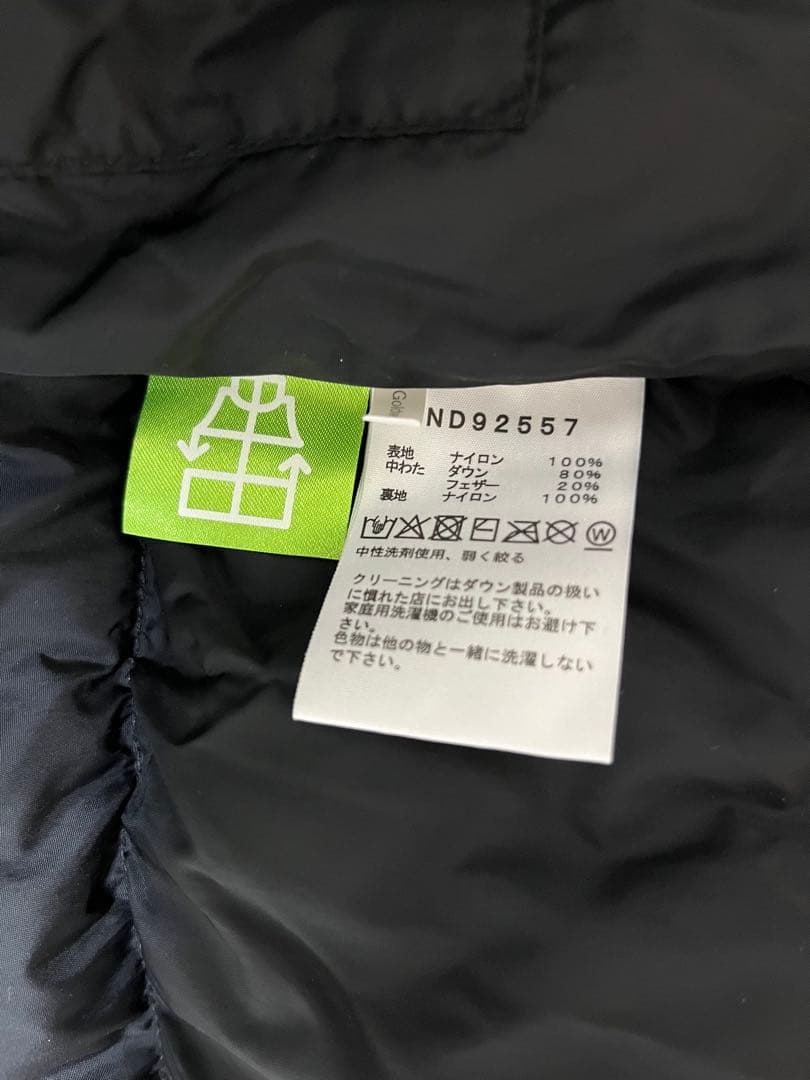 ND92557
表地 ナイロン 100%
中わた ダウン 80%
フェザー 20%
裏地 ナイロン 100%
W
中性洗剤使用、弱く絞る
クリーニングはダウン製品の扱い
に慣れた店にお出し下さい。
家庭用洗濯機のご使用はお避け下
さい。
色物は他の物と一緒に洗濯しない
で下さい。